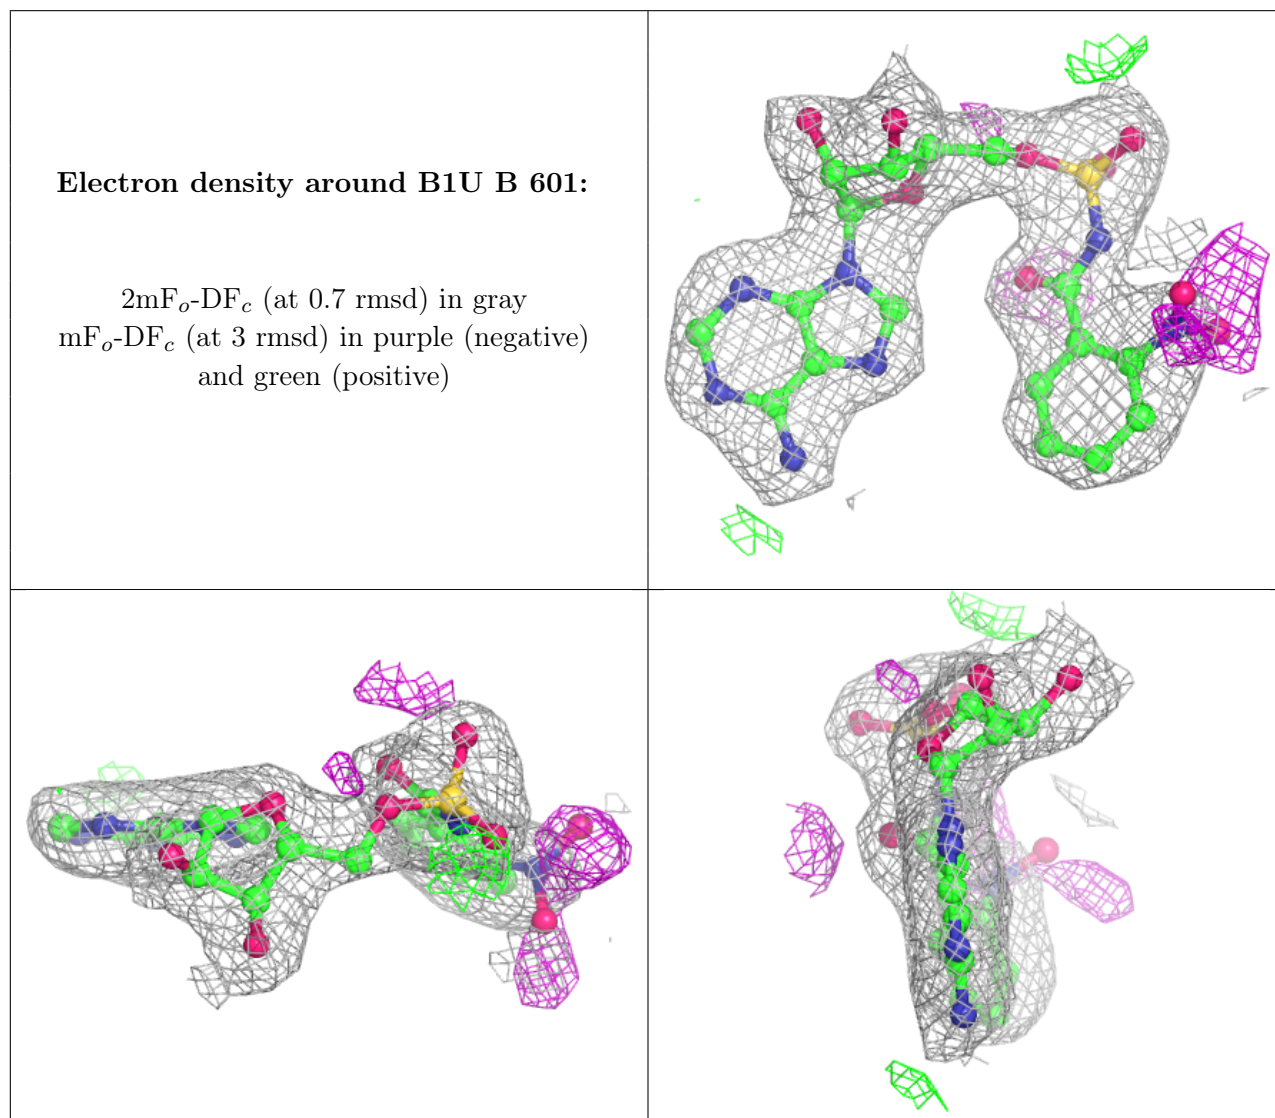 Electron density around B1U B 601:
2mFo-DFc (at 0.7 rmsd) in gray
mFo-DFc (at 3 rmsd) in purple (negative)
and green (positive)